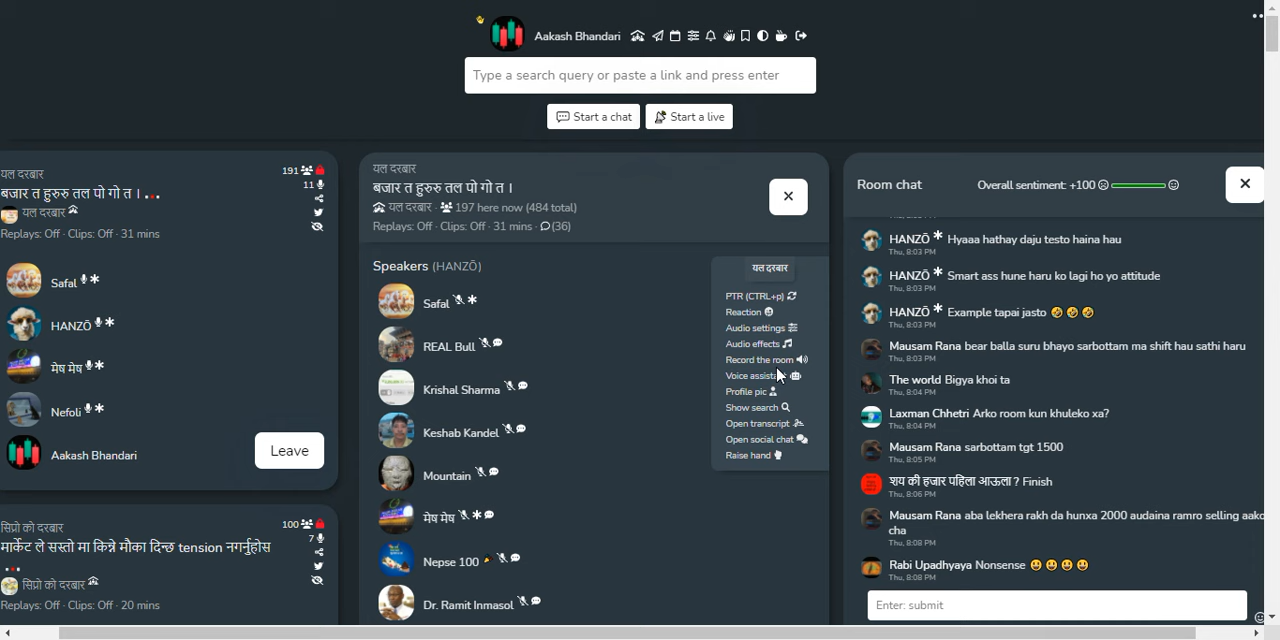 Aakash Bhandari
Type a search query or paste a link and press enter
Start a chat
Start a live
यल दरबार
191
बजार त हुरुरु तल पो गो त । ...
11
यल दरबार
Replays: Off · Clips: Off · 31 mins
Safal
HANZŌ
मेष मेष
Nefoli
Aakash Bhandari
Leave
सिप्रो को दरबार
100
मार्केट ले सस्तो मा किन्ने मौका दिन्छ tension नगर्नुहोस
7
...
सिप्रो को दरबार
Replays: Off · Clips: Off · 20 mins
यल दरबार
बजार त हुरुरु तल पो गो त ।
यल दरबार · 197 here now (484 total)
Replays: Off · Clips: Off · 31 mins · (36)
Speakers (HANZŌ)
Safal
REAL Bull
Krishal Sharma
Keshab Kandel
Mountain
मेष मेष
Nepse 100
Dr. Ramit Inmasol
यल दरबार
PTR (CTRL+p)
Reaction
Audio settings
Audio effects
Record the room
Voice assista
Profile pic
Show search
Open transcript
Open social chat
Raise hand
Room chat
Overall sentiment: +100
HANZŌ * Hyaaa hathay daju testo haina hau
Thu, 8:03 PM
HANZŌ * Smart ass hune haru ko lagi ho yo attitude
Thu, 8:03 PM
HANZŌ * Example tapai jasto 🤣 🤣 🤣
Thu, 8:03 PM
Mausam Rana bear balla suru bhayo sarbottam ma shift hau sathi haru
Thu, 8:03 PM
The world Bigya khoi ta
Thu, 8:04 PM
Laxman Chhetri Arko room kun khuleko xa?
Thu, 8:04 PM
Mausam Rana sarbottam tgt 1500
Thu, 8:05 PM
शय की हजार पहिला आऊला ? Finish
Thu, 8:06 PM
Mausam Rana aba lekhera rakh da hunxa 2000 audaina ramro selling aako
cha
Thu, 8:08 PM
Rabi Upadhyaya Nonsense 😀 😀 😀 😀
Thu, 8:08 PM
Enter: submit